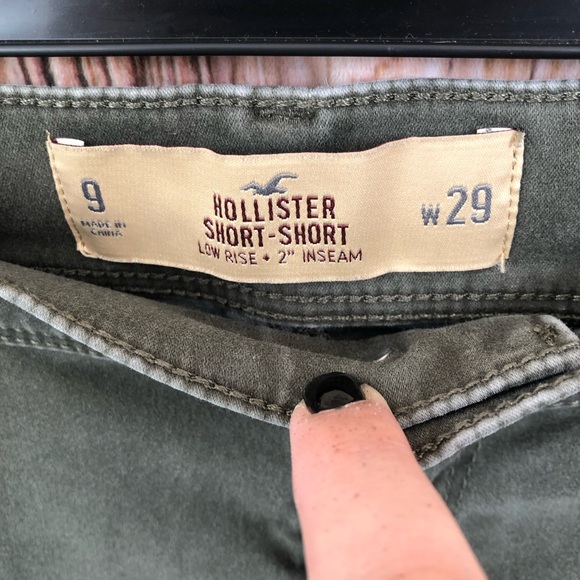 9
MADE IN
CHINA
HOLLISTER
SHORT-SHORT
LOW RISE • 2" INSEAM
W29